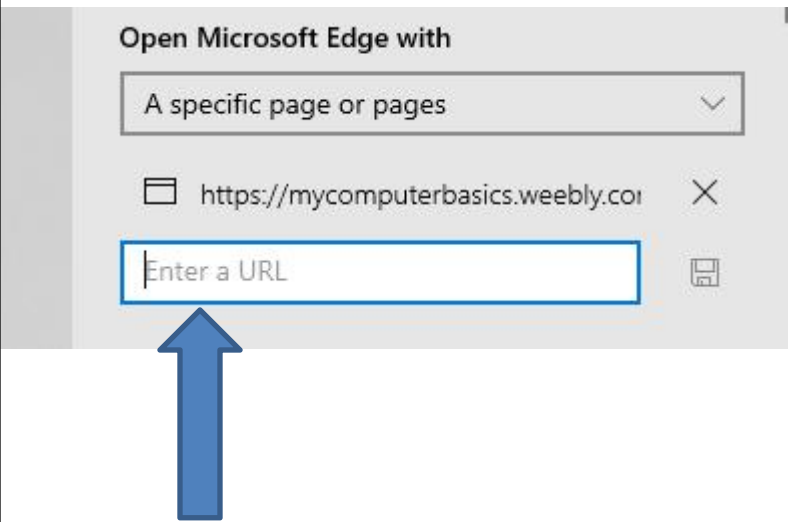 Open Microsoft Edge with
A specific page or pages
https://mycomputerbasics.weebly.co
Enter a URL